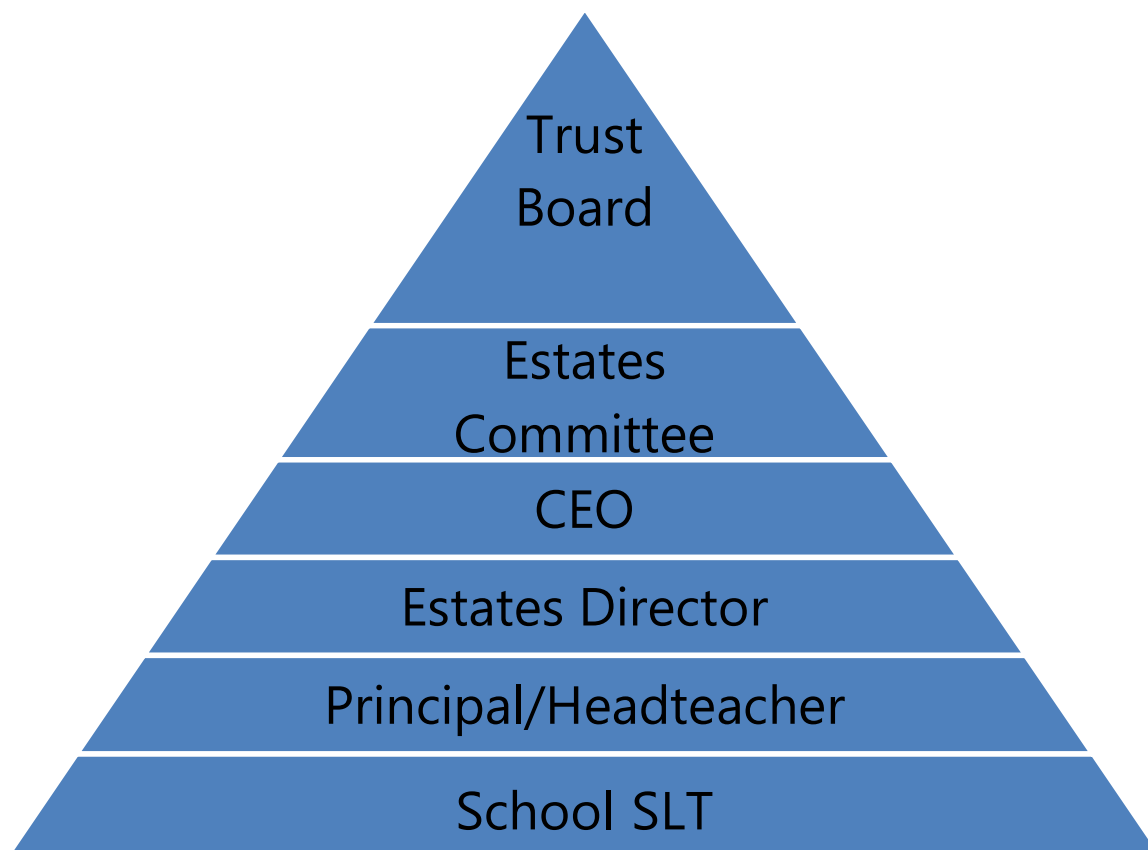 Trust
Board
Estates
Committee
CEO
Estates Director
Principal/Headteacher
School SLT